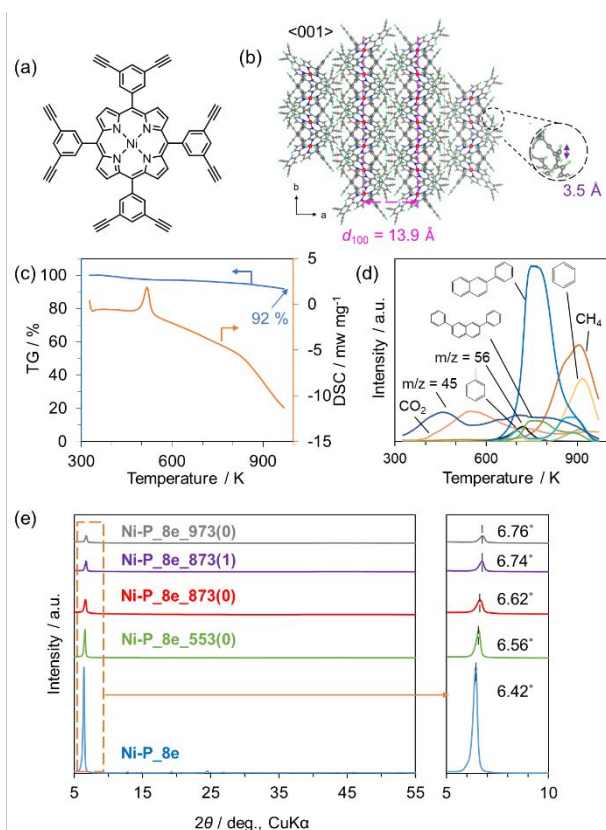 (a)
N
N
Ni
N
N
(b)
<001>
b
a
d100 = 13.9 Å
3.5 Å
(c)
TG / %
100
80
60
40
20
0
92 %
5
0
-5
-10
-15
DSC / mw mg⁻¹
300
600
900
Temperature / K
(d)
Intensity / a.u.
CO₂
m/z = 45
m/z = 56
CH₄
300
600
900
Temperature / K
(e)
Intensity / a.u.
Ni-P_8e_973(0)
Ni-P_8e_873(1)
Ni-P_8e_873(0)
Ni-P_8e_553(0)
Ni-P_8e
6.76°
6.74°
6.62°
6.56°
6.42°
5
15
25
35
45
55
5
10
2θ / deg., CuKα